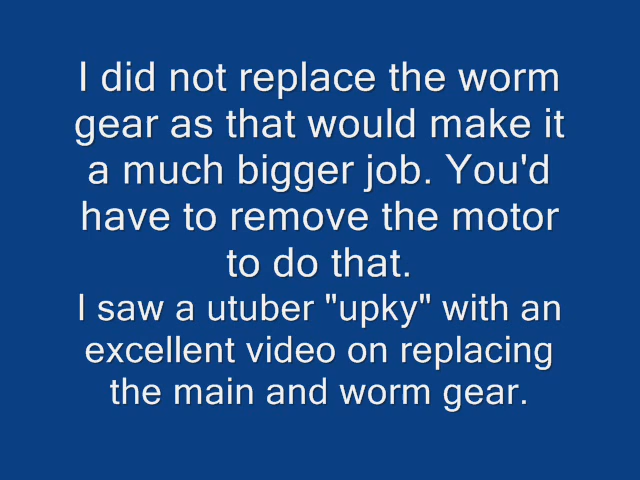 I did not replace the worm
gear as that would make it
a much bigger job. You'd
have to remove the motor
to do that.
I saw a utuber "upky" with an
excellent video on replacing
the main and worm gear.